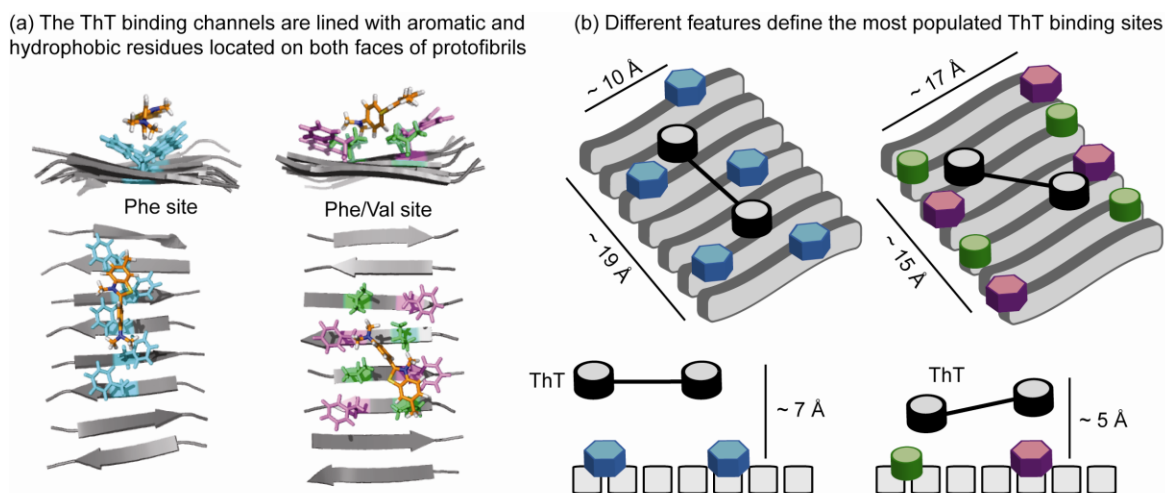 (a) The ThT binding channels are lined with aromatic and
hydrophobic residues located on both faces of protofibrils
Phe site
Phe/Val site
(b) Different features define the most populated ThT binding sites
~ 10 Å
~ 19 Å
~ 17 Å
~ 15 Å
ThT
~ 7 Å
ThT
~ 5 Å